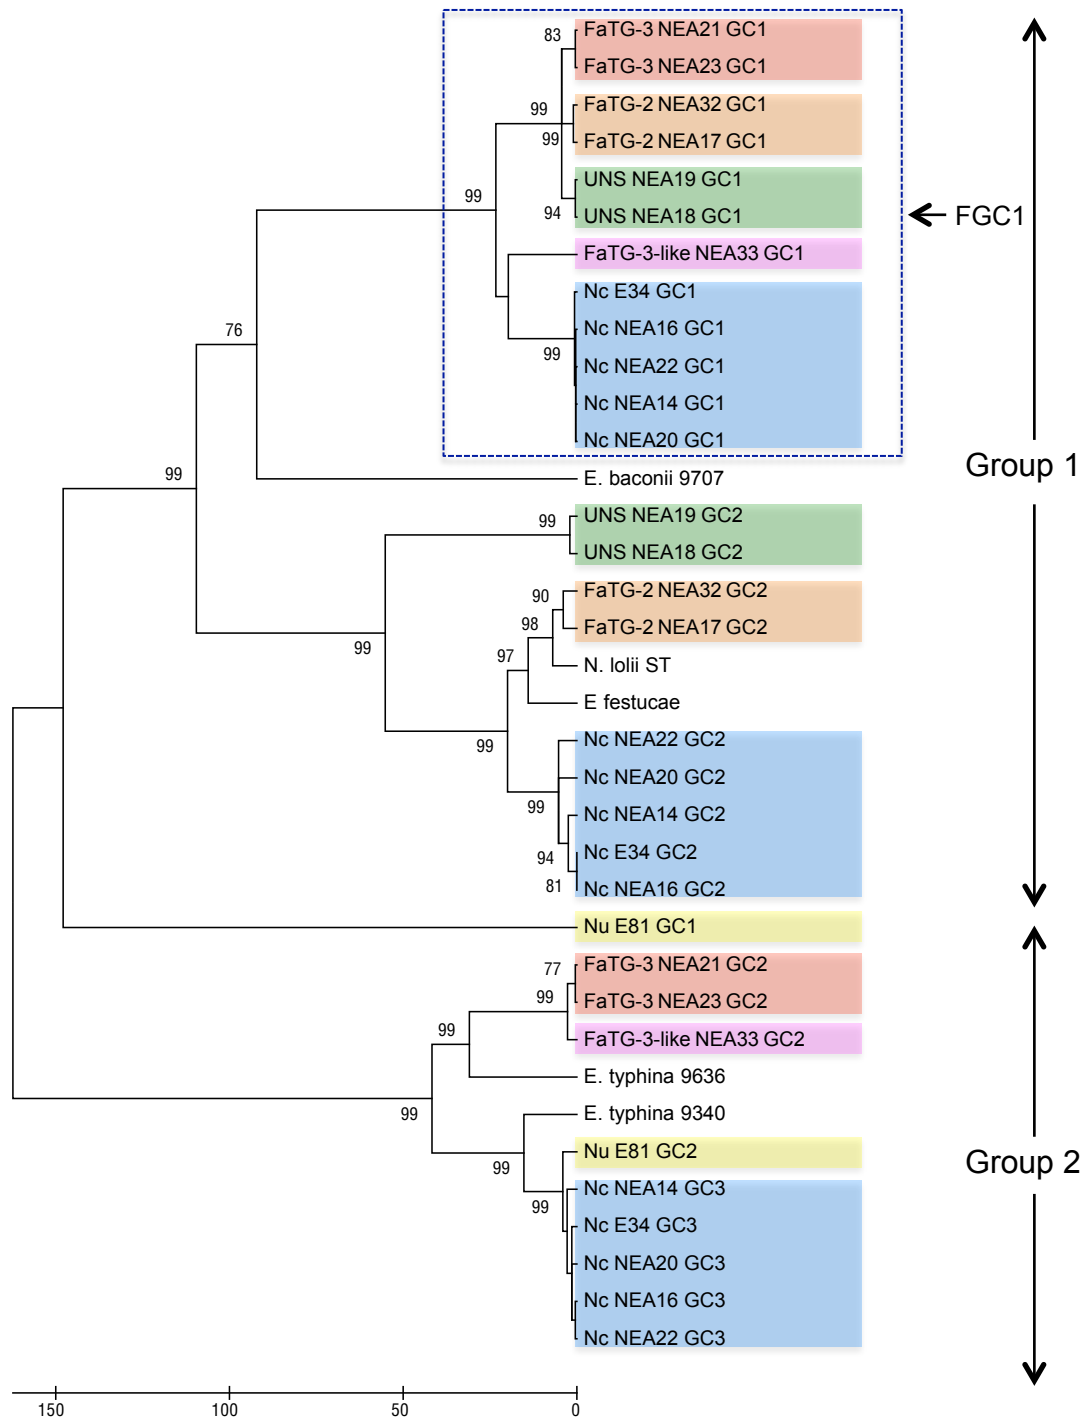 83
FaTG-3 NEA21 GC1
FaTG-3 NEA23 GC1
99
FaTG-2 NEA32 GC1
99
FaTG-2 NEA17 GC1
UNS NEA19 GC1
99
94
UNS NEA18 GC1
FGC1
FaTG-3-like NEA33 GC1
Nc E34 GC1
76
Nc NEA16 GC1
99
Nc NEA22 GC1
Nc NEA14 GC1
Nc NEA20 GC1
Group 1
99
E. baconii 9707
99
UNS NEA19 GC2
UNS NEA18 GC2
90
FaTG-2 NEA32 GC2
98
FaTG-2 NEA17 GC2
99
97
N. lolii ST
E festucae
99
Nc NEA22 GC2
Nc NEA20 GC2
99
Nc NEA14 GC2
94
Nc E34 GC2
81
Nc NEA16 GC2
Nu E81 GC1
77
FaTG-3 NEA21 GC2
99
FaTG-3 NEA23 GC2
99
FaTG-3-like NEA33 GC2
E. typhina 9636
99
E. typhina 9340
Nu E81 GC2
Group 2
99
Nc NEA14 GC3
99
Nc E34 GC3
Nc NEA20 GC3
Nc NEA16 GC3
Nc NEA22 GC3
150 100 50 0